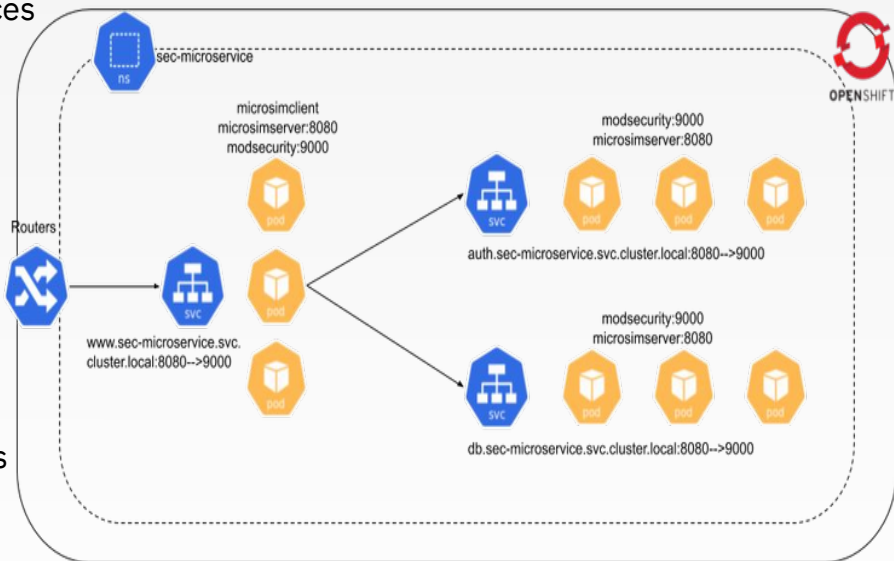 ces
sec-microservice
ns
OPENSHIFT
microsimclient
microsimserver:8080
modsecurity:9000
pod
modsecurity:9000
microsimserver:8080
svc
pod
pod
pod
auth.sec-microservice.svc.cluster.local:8080-->9000
Routers
svc
pod
www.sec-microservice.svc.
cluster.local:8080-->9000
pod
modsecurity:9000
microsimserver:8080
svc
pod
pod
pod
db.sec-microservice.svc.cluster.local:8080-->9000
s